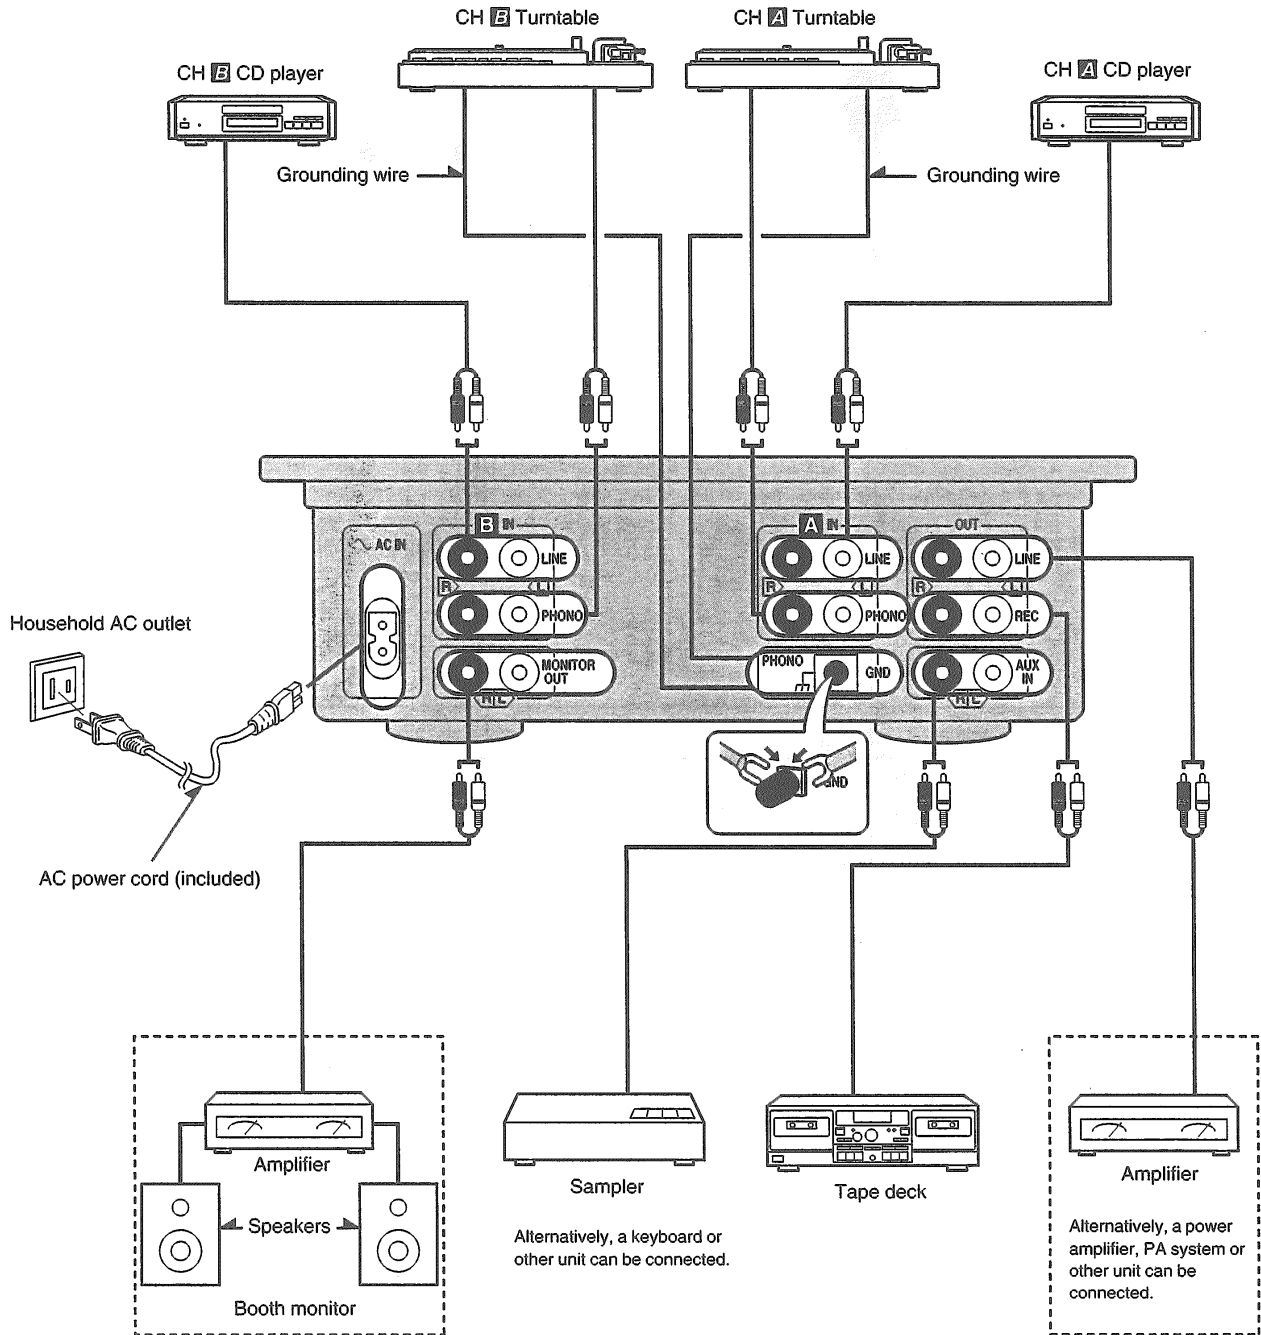 CH B Turntable
CH A Turntable
CH B CD player
CH A CD player
Grounding wire
Grounding wire
B IN
A IN
OUT
AC IN
LINE
LINE
LINE
R
L
R
L
R
L
PHONO
PHONO
REC
Household AC outlet
MONITOR
OUT
PHONO
GND
AUX
IN
R L
R L
GND
AC power cord (included)
Amplifier
Speakers
Booth monitor
Sampler
Alternatively, a keyboard or
other unit can be connected.
Tape deck
Amplifier
Alternatively, a power
amplifier, PA system or
other unit can be
connected.